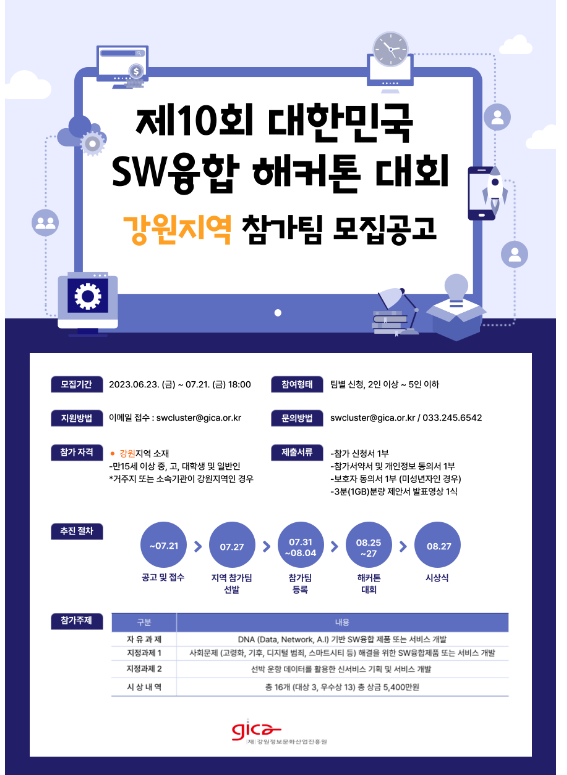 제10회 대한민국
SW융합 해커톤 대회
강원지역 참가팀 모집공고
모집기간 2023.06.23. (금) ~ 07.21. (금) 18:00
참여형태 팀별 신청, 2인 이상 ~ 5인 이하
지원방법 이메일 접수 : swcluster@gica.or.kr
문의방법 swcluster@gica.or.kr / 033.245.6542
참가 자격 • 강원지역 소재
-만15세 이상 중, 고, 대학생 및 일반인
*거주지 또는 소속기관이 강원지역인 경우
제출서류 -참가 신청서 1부
-참가서약서 및 개인정보 동의서 1부
-보호자 동의서 1부 (미성년자인 경우)
-3분(1GB)분량 제안서 발표영상 1식
추진 절차
~07.21
공고 및 접수
07.27
지역 참가팀
선발
07.31
~08.04
참가팀
등록
08.25
~27
해커톤
대회
08.27
시상식
참가주제
구분 내용
자 유 과 제 DNA (Data, Network, A.I) 기반 SW융합 제품 또는 서비스 개발
지정과제 1 사회문제 (고령화, 기후, 디지털 범죄, 스마트시티 등) 해결을 위한 SW융합제품 또는 서비스 개발
지정과제 2 선박 운항 데이터를 활용한 신서비스 기획 및 서비스 개발
시 상 내 역 총 16개 (대상 3, 우수상 13) 총 상금 5,400만원
gica
(재) 강원정보문화산업진흥원